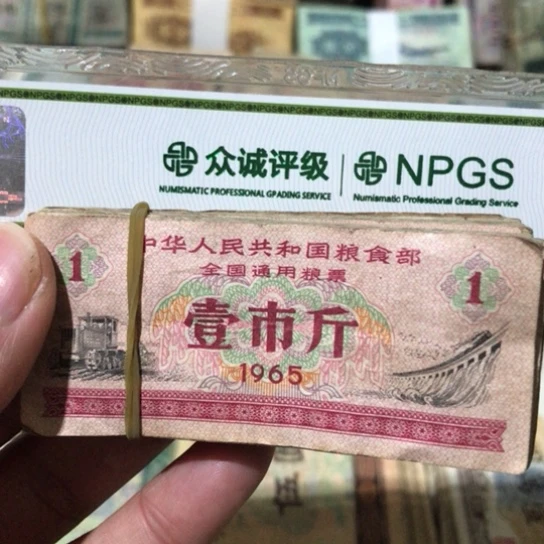 众诚评级 NPGS
NUMISMATIC PROFESSIONAL GRADING SERVICE Numismatic Professional Grading Service
中华人民共和国粮食部
全国通用粮票
1 壹市斤 1
1965
伍